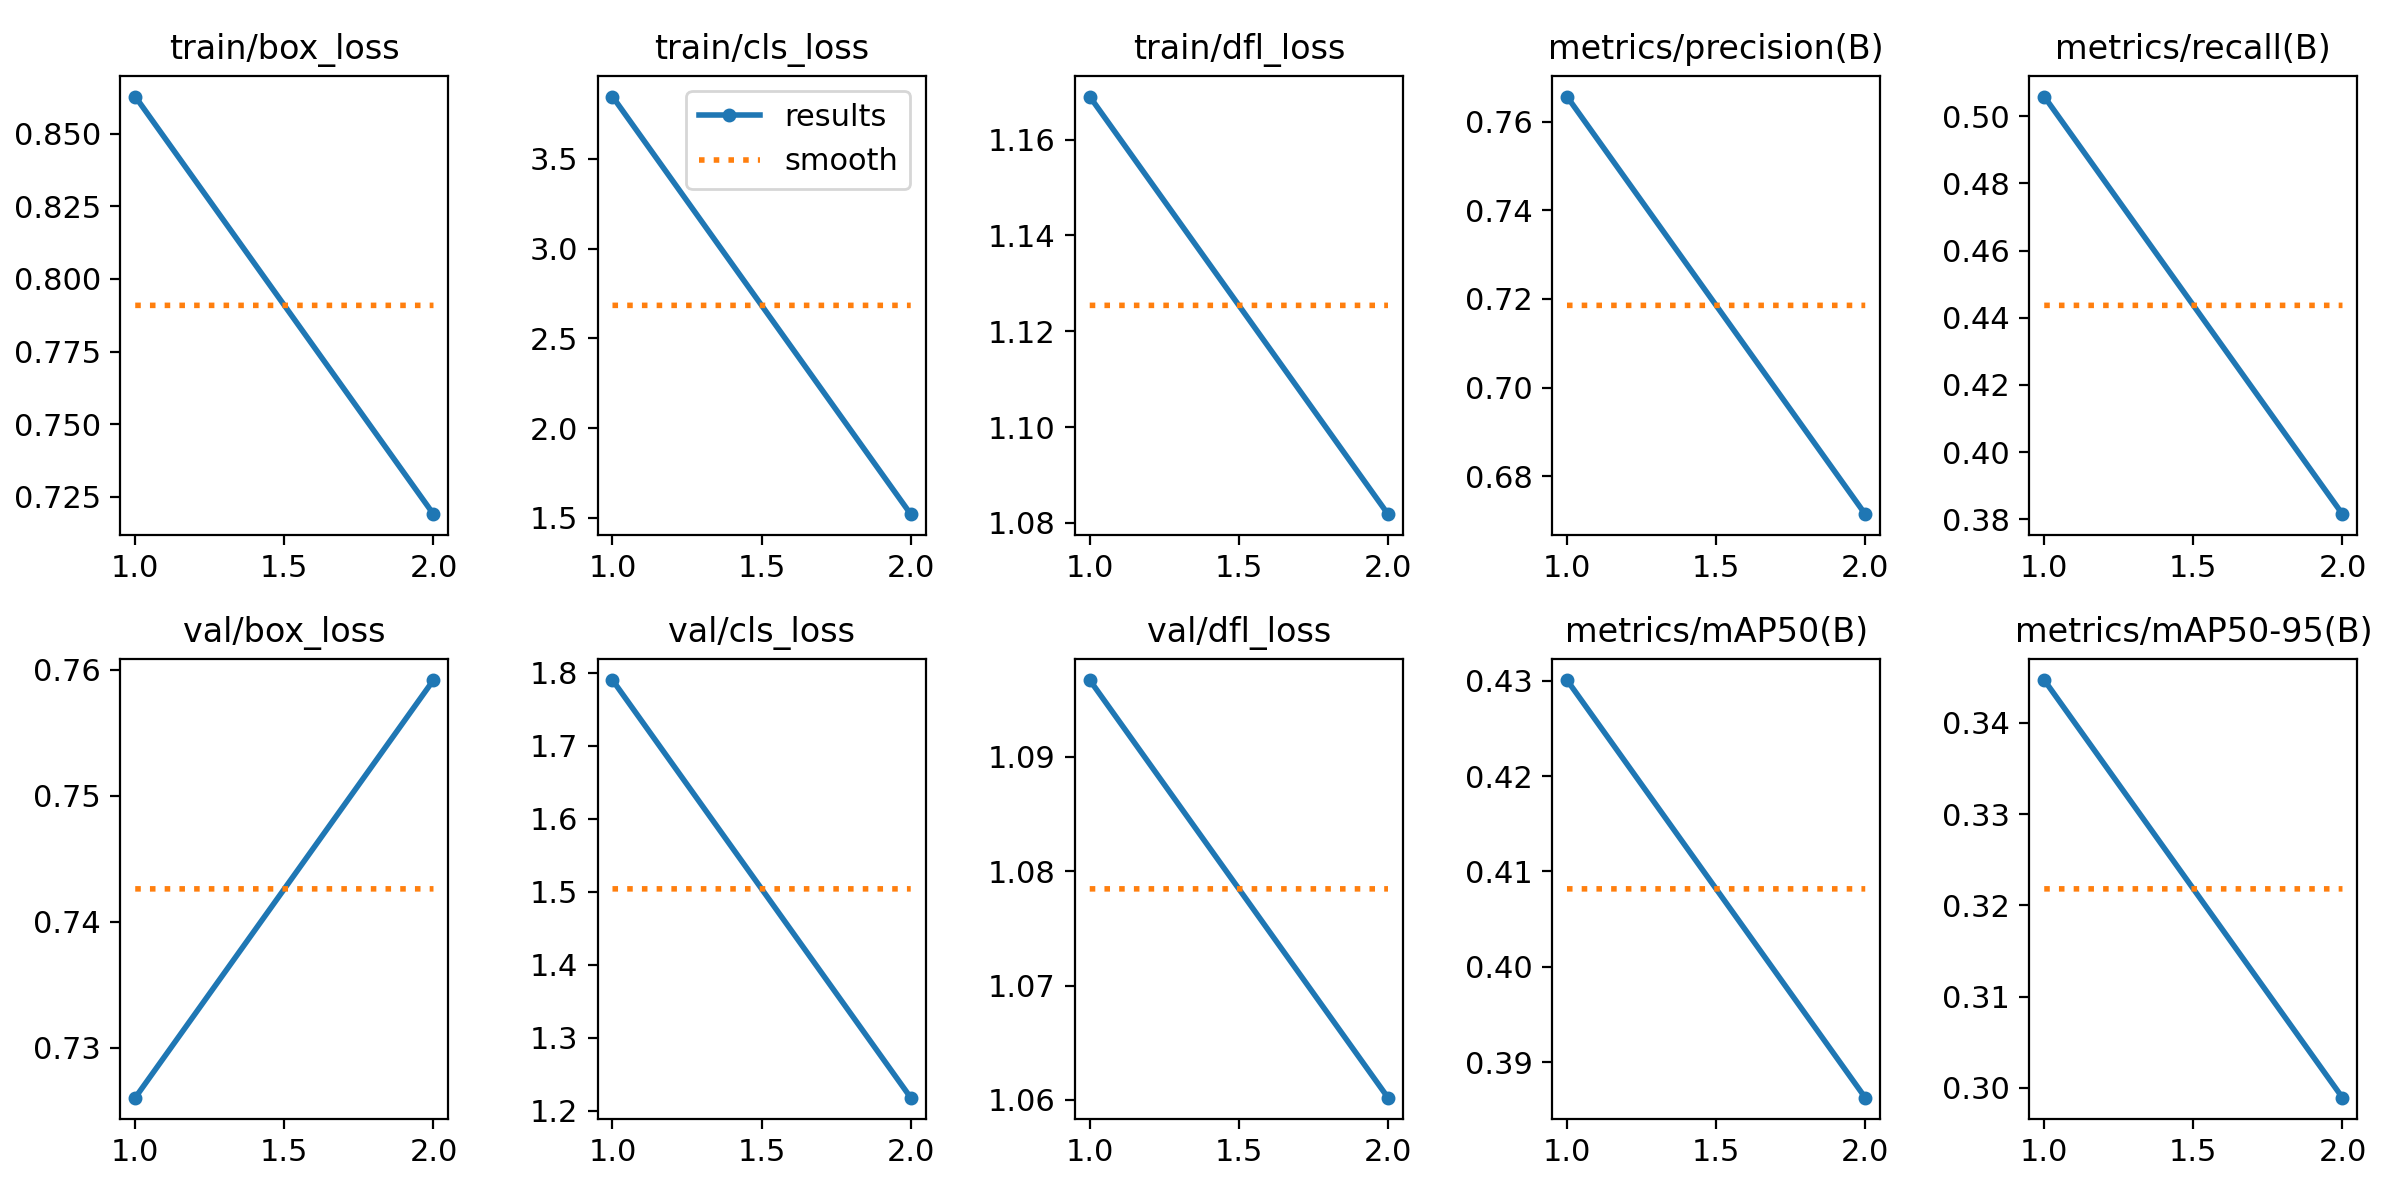 train/box_loss
0.850
0.825
0.800
0.775
0.750
0.725
1.0 1.5 2.0
train/cls_loss
results
smooth
3.5
3.0
2.5
2.0
1.5
1.0 1.5 2.0
train/dfl_loss
1.16
1.14
1.12
1.10
1.08
1.0 1.5 2.0
metrics/precision(B)
0.76
0.74
0.72
0.70
0.68
1.0 1.5 2.0
metrics/recall(B)
0.50
0.48
0.46
0.44
0.42
0.40
0.38
1.0 1.5 2.0
val/box_loss
0.76
0.75
0.74
0.73
1.0 1.5 2.0
val/cls_loss
1.8
1.7
1.6
1.5
1.4
1.3
1.2
1.0 1.5 2.0
val/dfl_loss
1.09
1.08
1.07
1.06
1.0 1.5 2.0
metrics/mAP50(B)
0.43
0.42
0.41
0.40
0.39
1.0 1.5 2.0
metrics/mAP50-95(B)
0.34
0.33
0.32
0.31
0.30
1.0 1.5 2.0